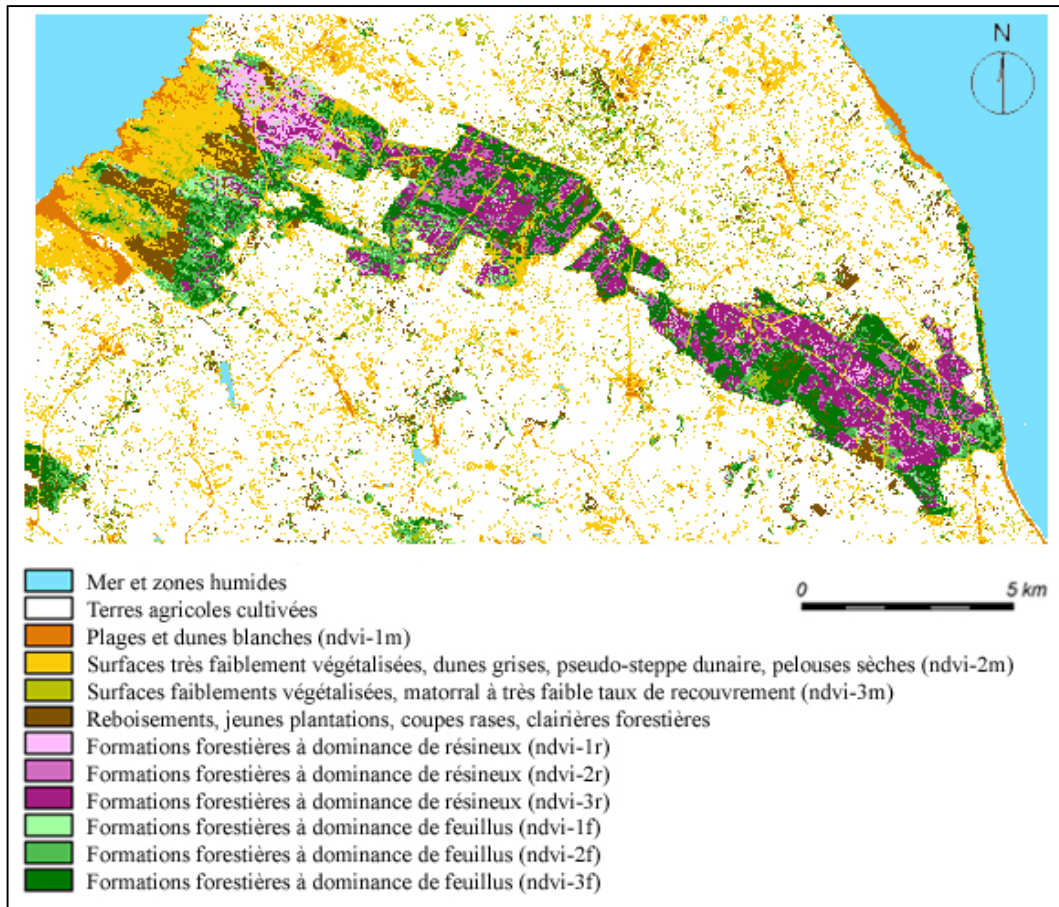 N
Mer et zones humides
0 5 km
Terres agricoles cultivées
Plages et dunes blanches (ndvi-1m)
Surfaces très faiblement végétalisées, dunes grises, pseudo-steppe dunaire, pelouses sèches (ndvi-2m)
Surfaces faiblements végétalisées, matorral à très faible taux de recouvrement (ndvi-3m)
Reboisements, jeunes plantations, coupes rases, clairières forestières
Formations forestières à dominance de résineux (ndvi-1r)
Formations forestières à dominance de résineux (ndvi-2r)
Formations forestières à dominance de résineux (ndvi-3r)
Formations forestières à dominance de feuillus (ndvi-1f)
Formations forestières à dominance de feuillus (ndvi-2f)
Formations forestières à dominance de feuillus (ndvi-3f)